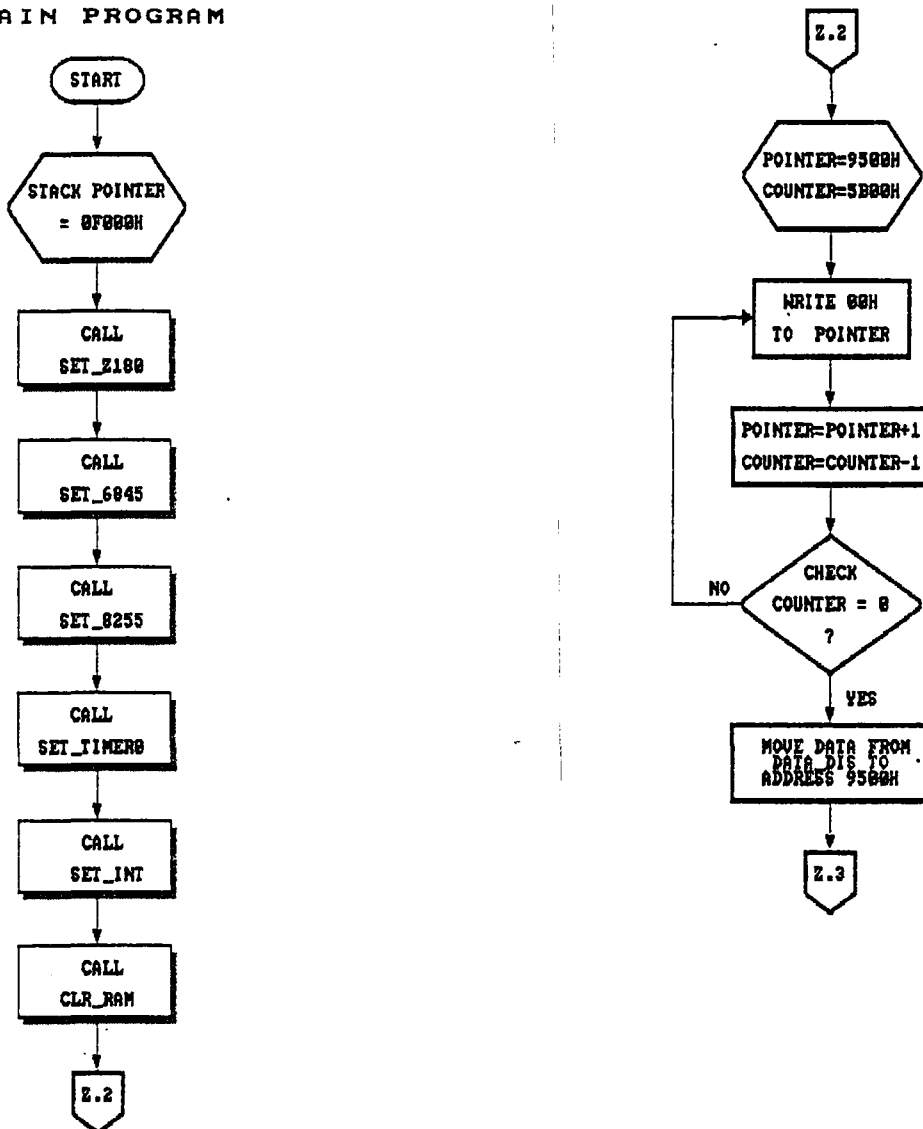 AIN PROGRAM
START
STACK POINTER
= 0F000H
CALL
SET_Z180
CALL
SET_6845
CALL
SET_8255
CALL
SET_TIMER0
CALL
SET_INT
CALL
CLR_RAM
Z.2
Z.2
POINTER=9500H
COUNTER=5B00H
WRITE 00H
TO POINTER
POINTER=POINTER+1
COUNTER=COUNTER-1
CHECK
COUNTER = 0
?
NO
YES
MOVE DATA FROM
DATA_DIS TO
ADDRESS 9500H
Z.3